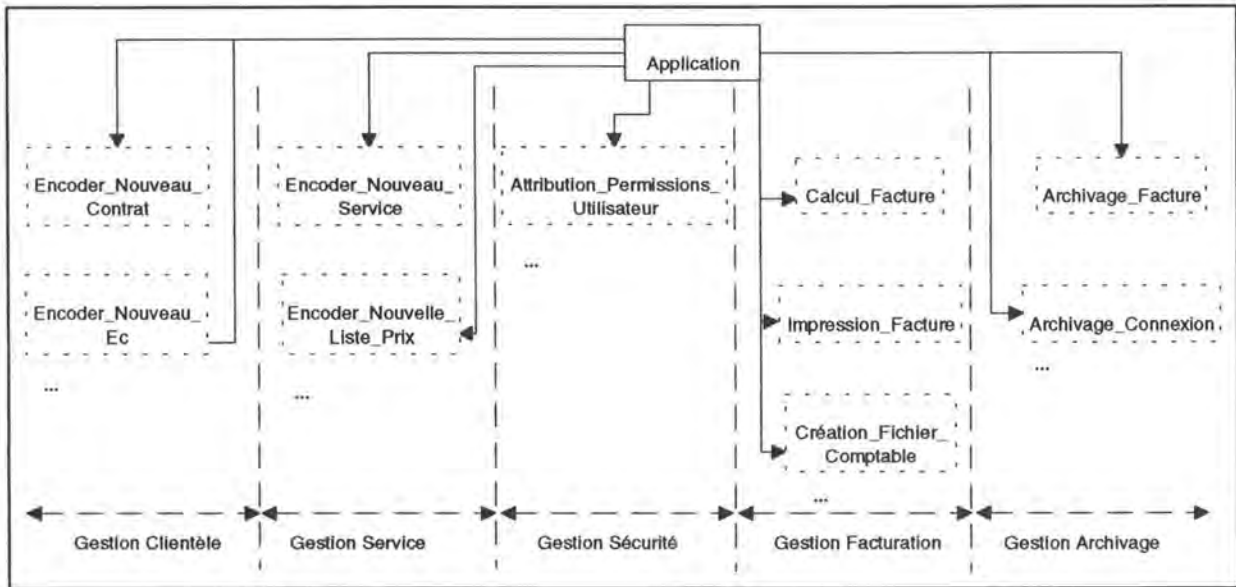 Application
Encoder_Nouveau_
Contrat
Encoder_Nouveau_
Service
Attribution_Permissions_
Utilisateur
Calcul_Facture
Archivage_Facture
...
Encoder_Nouveau_
Ec
Encoder_Nouvelle_
Liste_Prix
Impression_Facture
Archivage_Connexion
...
...
...
Création_Fichier_
Comptable
...
Gestion Clientèle
Gestion Service
Gestion Sécurité
Gestion Facturation
Gestion Archivage